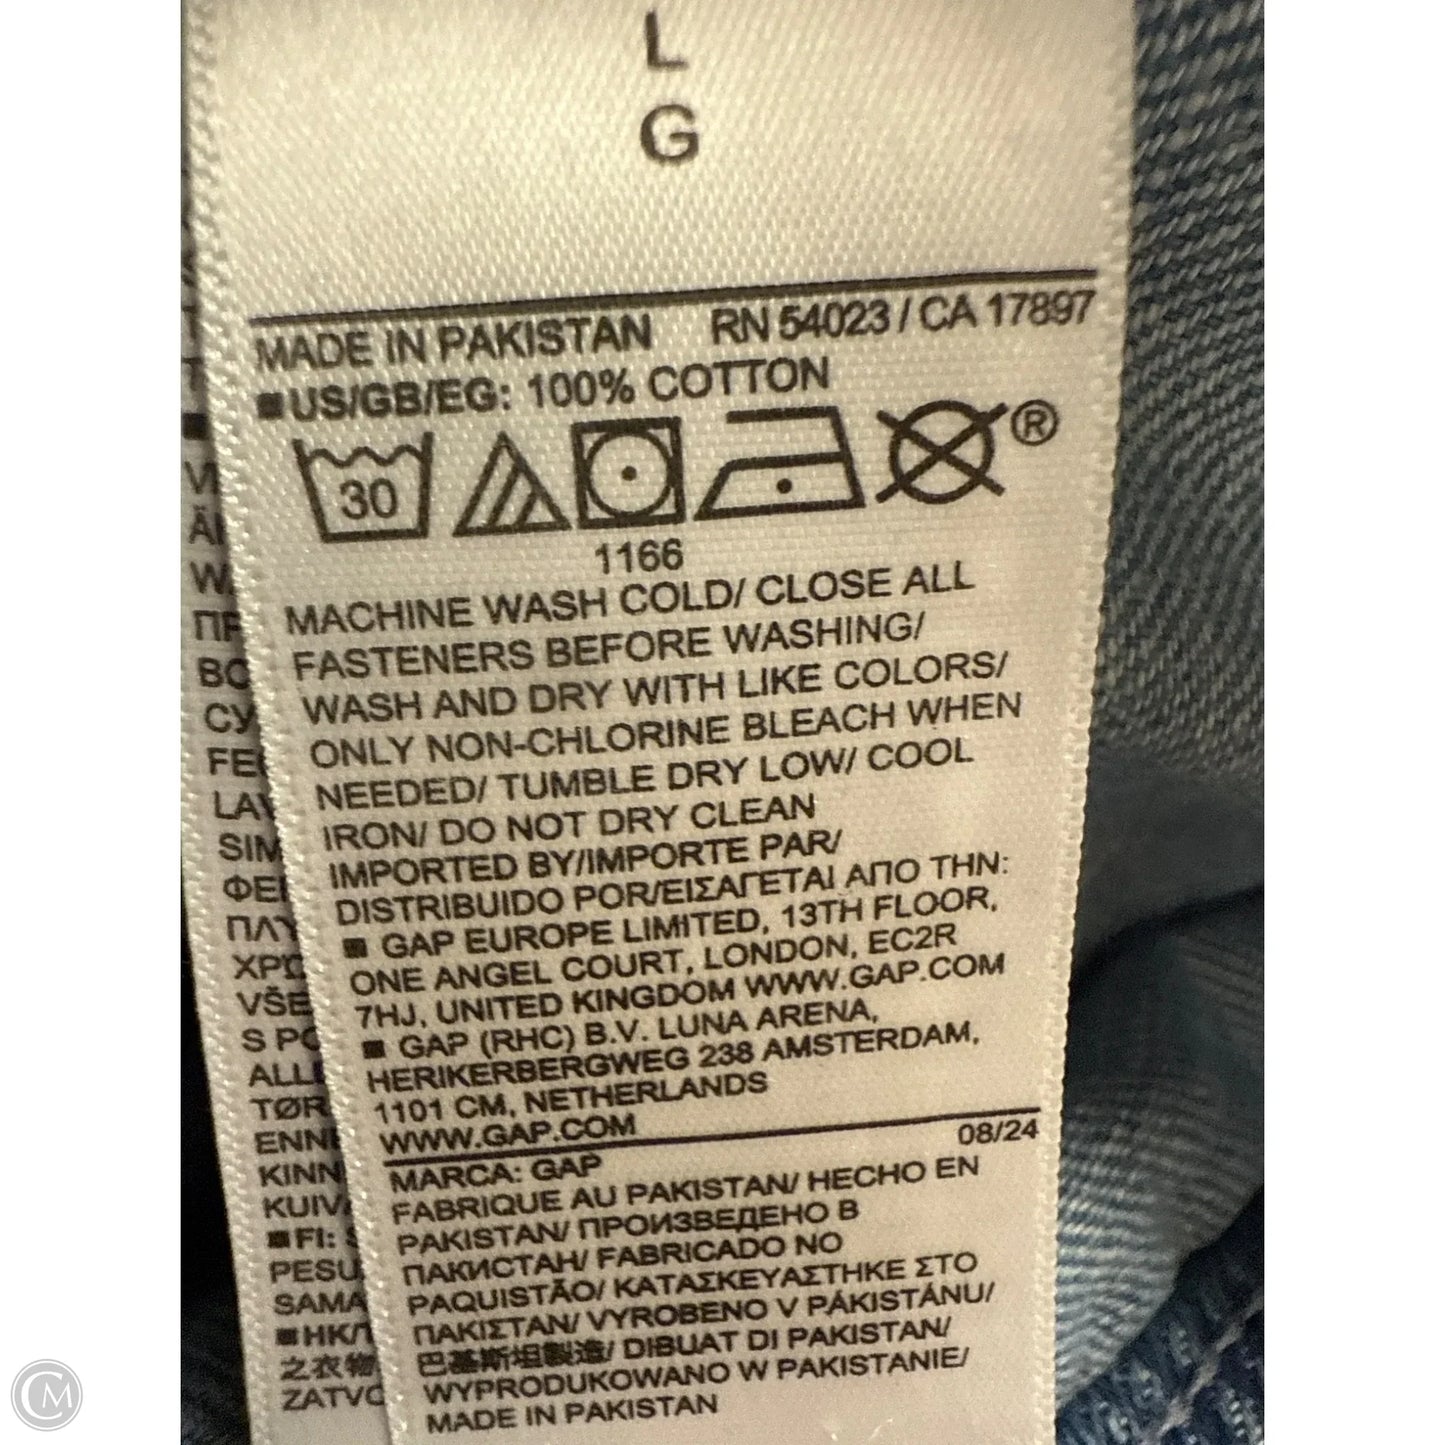 L
G
MADE IN PAKISTAN RN 54023 / CA 17897
■US/GB/EG: 100% COTTON
30 ®
1166
MACHINE WASH COLD/ CLOSE ALL
FASTENERS BEFORE WASHING/
WASH AND DRY WITH LIKE COLORS/
ONLY NON-CHLORINE BLEACH WHEN
NEEDED/ TUMBLE DRY LOW/ COOL
IRON/ DO NOT DRY CLEAN
IMPORTED BY/IMPORTE PAR/
DISTRIBUIDO POR/ΕΙΣΑΓΕΤΑΙ ΑΠΟ ΤΗΝ:
■ GAP EUROPE LIMITED, 13TH FLOOR,
ONE ANGEL COURT, LONDON, EC2R
7HJ, UNITED KINGDOM WWW.GAP.COM
■ GAP (RHC) B.V. LUNA ARENA,
HERIKERBERGWEG 238 AMSTERDAM,
1101 CM, NETHERLANDS
WWW.GAP.COM
08/24
MARCA: GAP
FABRIQUE AU PAKISTAN/ HECHO EN
PAKISTAN/ ПРОИЗВЕДЕНО В
ПАКИСТАН/ FABRICADO NO
PAQUISTÃO/ ΚΑΤΑΣΚΕΥΑΣΤΗΚΕ ΣΤΟ
ΠΑΚΙΣΤΑΝ/ VYROBENO V PÁKISTÁNU/
巴基斯坦製造/ DIBUAT DI PAKISTAN/
WYPRODUKOWANO W PAKISTANIE/
MADE IN PAKISTAN
CM